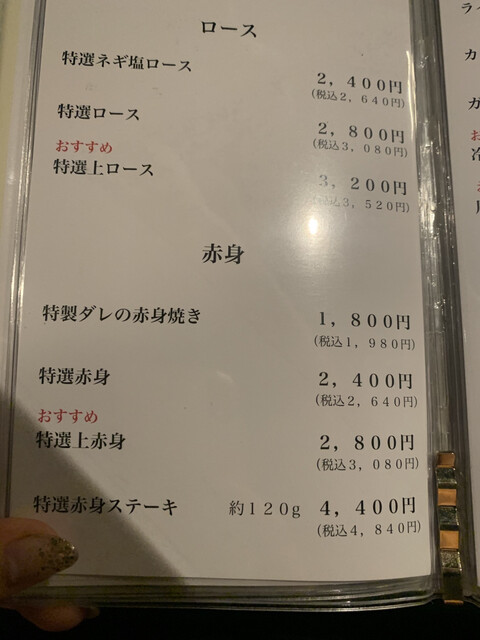 ロース
特選ネギ塩ロース 2,400円
(税込2,640円)
特選ロース 2,800円
(税込3,080円)
おすすめ
特選上ロース 3,200円
(税込3,520円)
赤身
特製ダレの赤身焼き 1,800円
(税込1,980円)
特選赤身 2,400円
(税込2,640円)
おすすめ
特選上赤身 2,800円
(税込3,080円)
特選赤身ステーキ 約120g 4,400円
(税込4,840円)